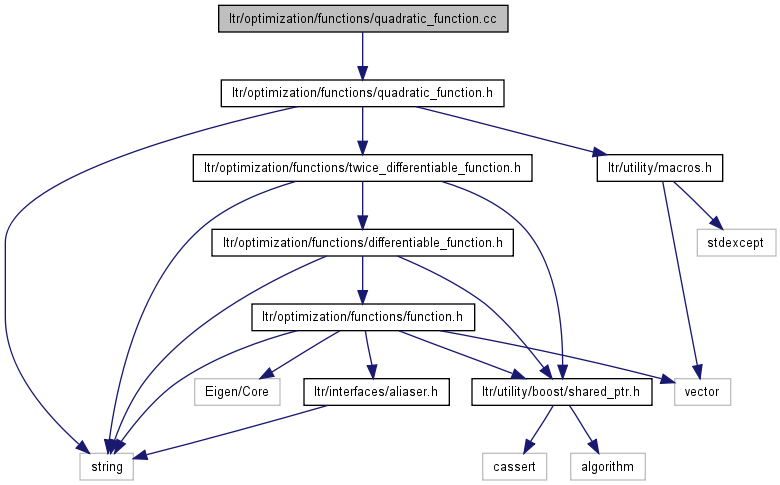 ltr/optimization/functions/quadratic_function.cc
ltr/optimization/functions/quadratic_function.h
ltr/optimization/functions/twice_differentiable_function.h
ltr/utility/macros.h
ltr/optimization/functions/differentiable_function.h
stdexcept
ltr/optimization/functions/function.h
Eigen/Core
ltr/interfaces/aliaser.h
ltr/utility/boost/shared_ptr.h
vector
string
cassert
algorithm